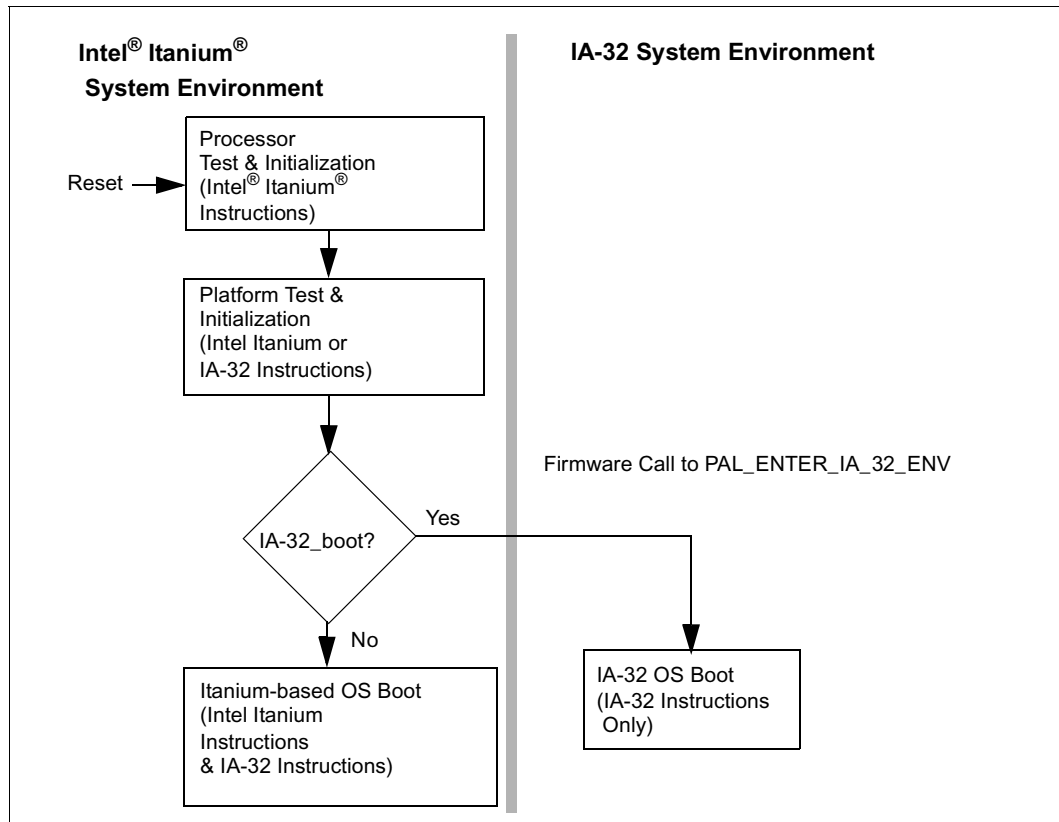 Intel® Itanium®
System Environment
IA-32 System Environment
Processor
Test & Initialization
(Intel® Itanium®
Instructions)
Reset
Platform Test &
Initialization
(Intel Itanium or
IA-32 Instructions)
Firmware Call to PAL_ENTER_IA_32_ENV
Yes
IA-32_boot?
No
Itanium-based OS Boot
(Intel Itanium
Instructions
& IA-32 Instructions)
IA-32 OS Boot
(IA-32 Instructions
Only)